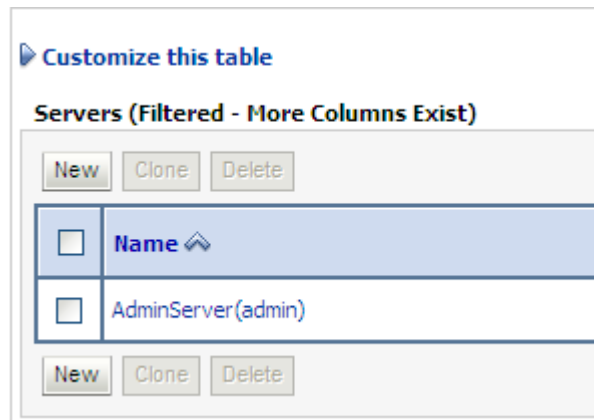 Customize this table
Servers (Filtered - More Columns Exist)
New Clone Delete
Name
AdminServer(admin)
New Clone Delete